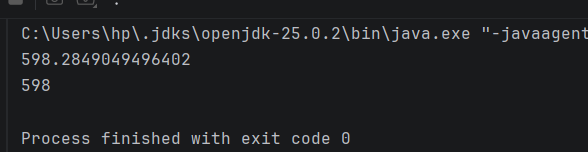 C:\Users\hp\.jdks\openjdk-25.0.2\bin\java.exe "-javaagent
598.2849049496402
598
Process finished with exit code 0